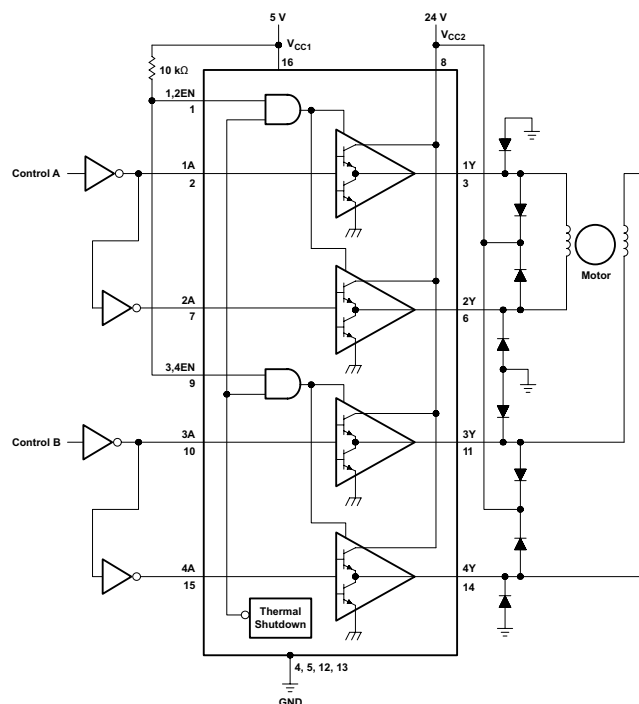 5 V
24 V
VCC1
VCC2
10 kΩ
16
8
1,2EN
1
Control A
1A
2
1Y
3
Motor
2A
7
2Y
6
3,4EN
9
Control B
3A
10
3Y
11
4A
15
4Y
14
Thermal
Shutdown
4, 5, 12, 13
GND